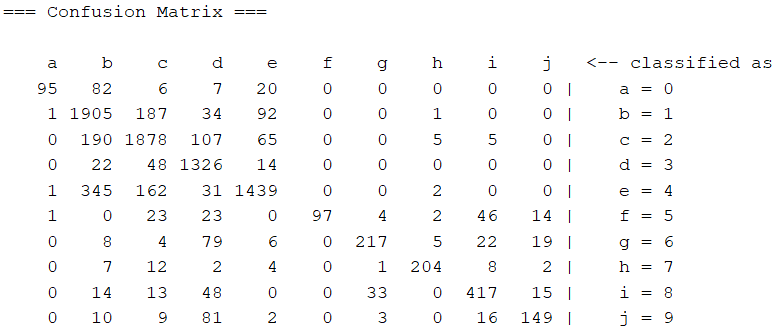 === Confusion Matrix ===
a b c d e f g h i j <-- classified as
95 82 6 7 20 0 0 0 0 0 | a = 0
1 1905 187 34 92 0 0 1 0 0 | b = 1
0 190 1878 107 65 0 0 5 5 0 | c = 2
0 22 48 1326 14 0 0 0 0 0 | d = 3
1 345 162 31 1439 0 0 2 0 0 | e = 4
1 0 23 23 0 97 4 2 46 14 | f = 5
0 8 4 79 6 0 217 5 22 19 | g = 6
0 7 12 2 4 0 1 204 8 2 | h = 7
0 14 13 48 0 0 33 0 417 15 | i = 8
0 10 9 81 2 0 3 0 16 149 | j = 9